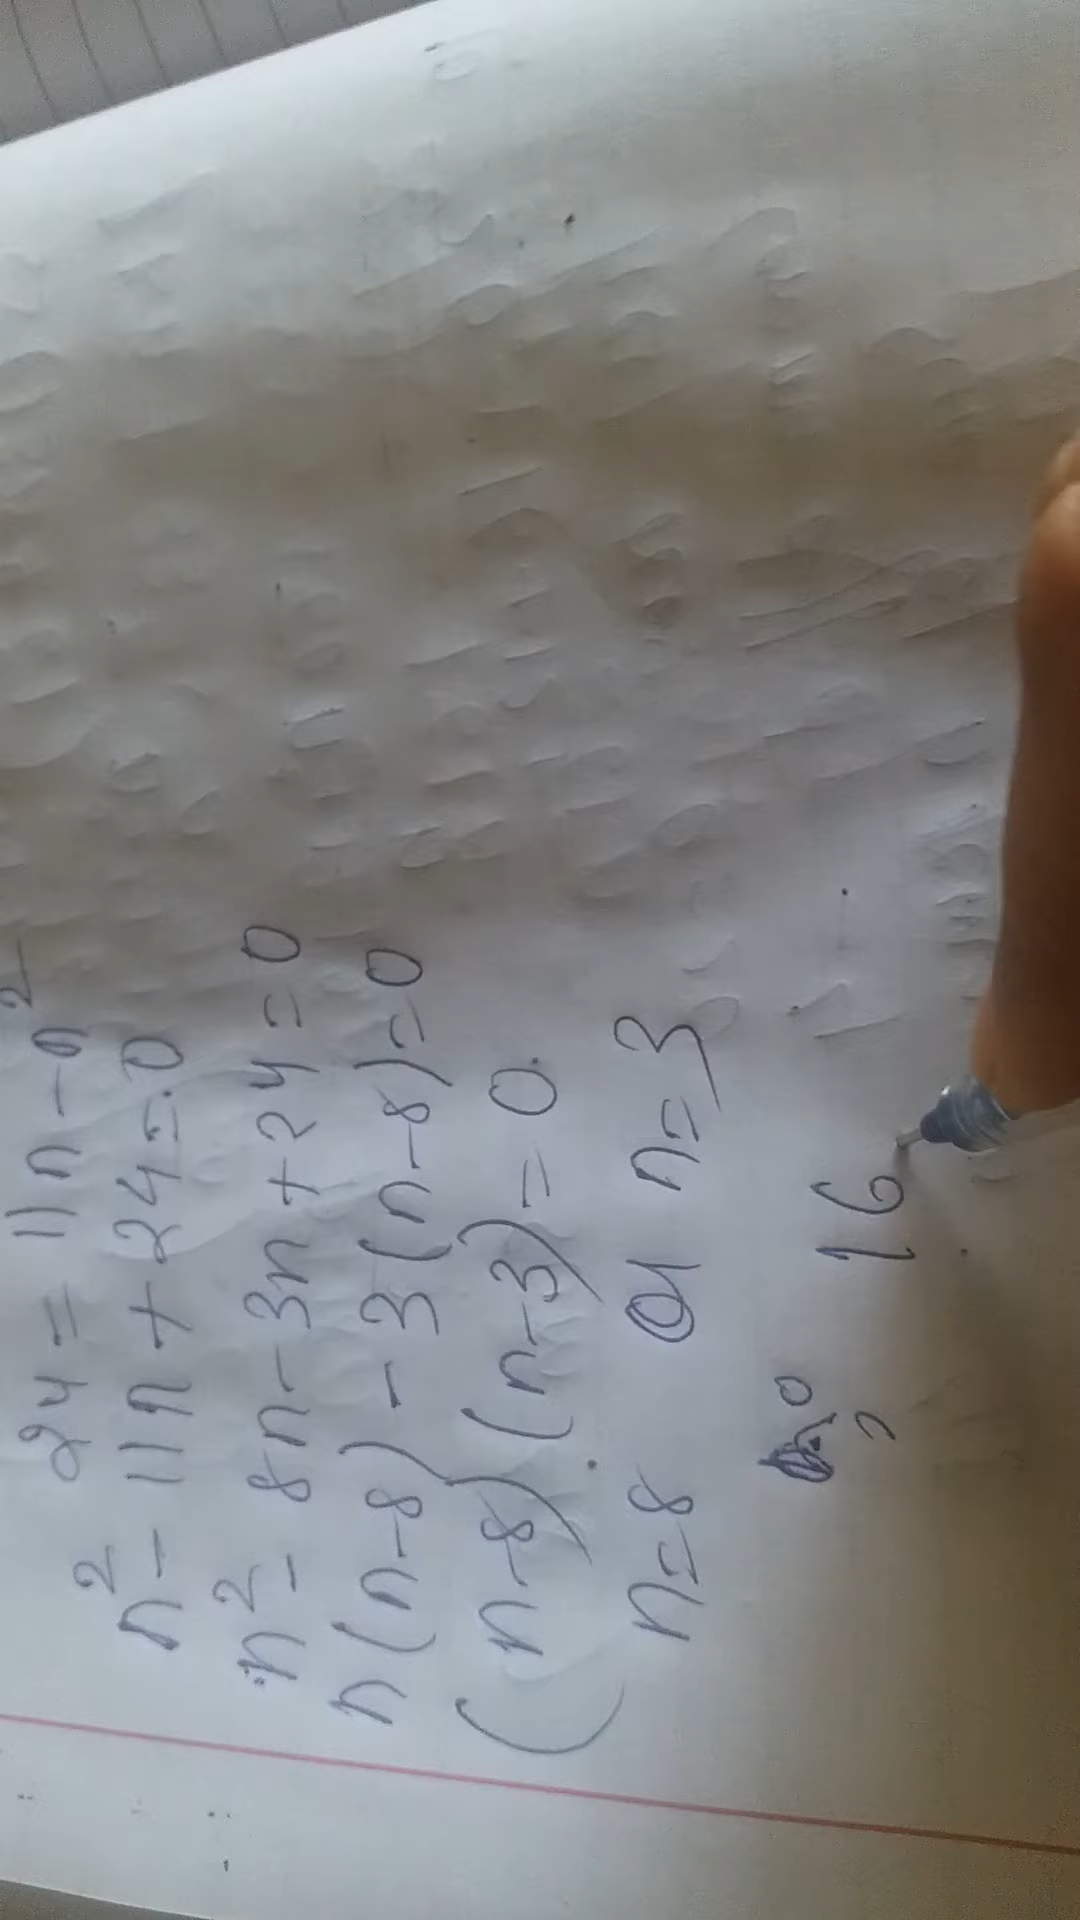 24 = 11n - n²
n² - 11n + 24 = 0
n² - 8n - 3n + 24 = 0
n(n-8) - 3(n-8) = 0
(n-8) (n-3) = 0
n = 8 or n = 3
16